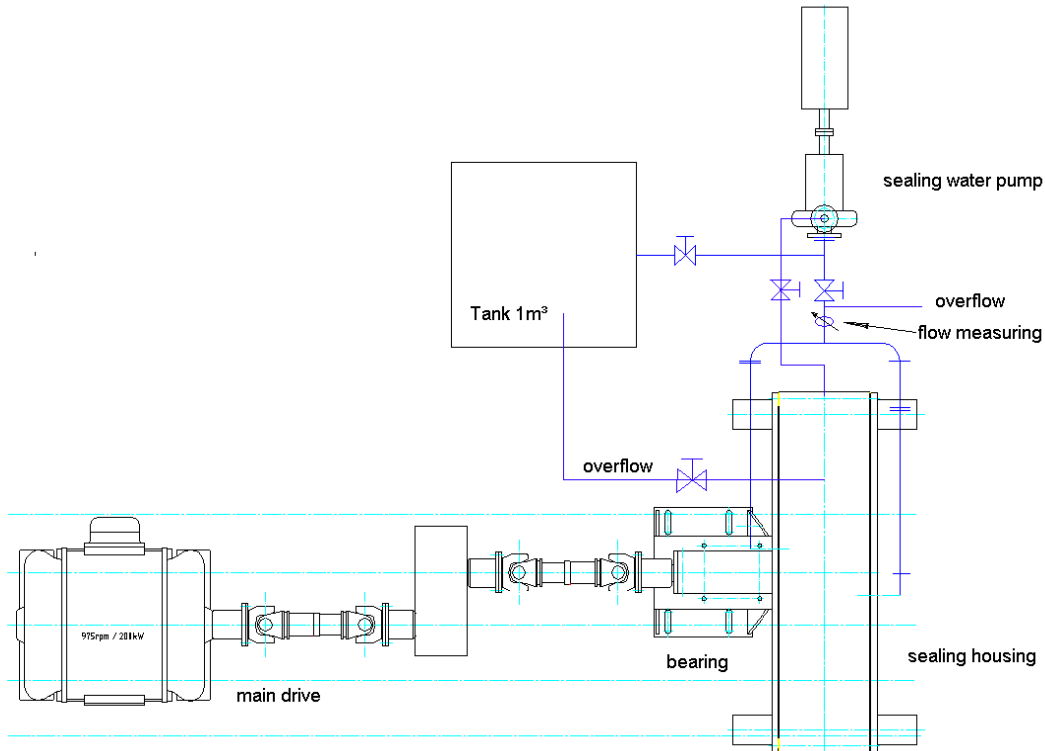 sealing water pump
overflow
Tank 1m³
flow measuring
overflow
975rpm / 200kW
bearing
sealing housing
main drive